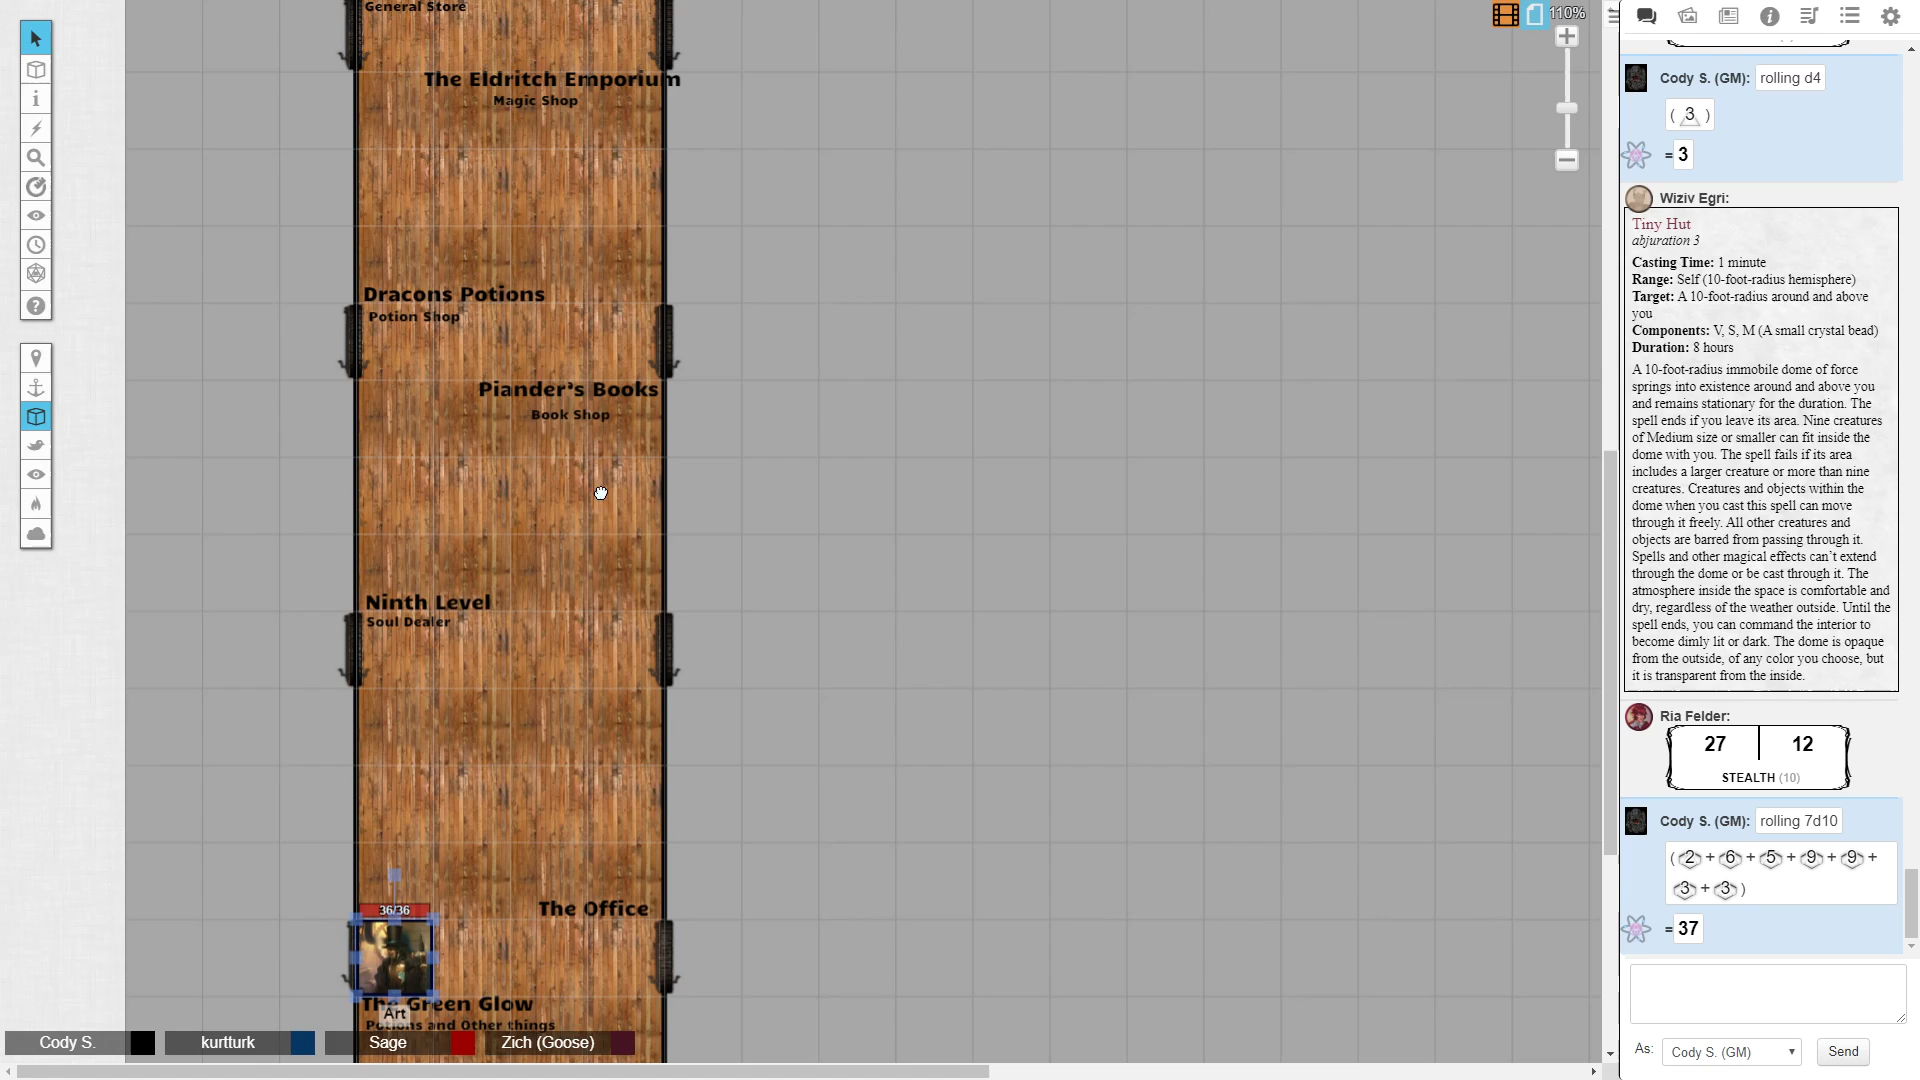 General Store
The Eldritch Emporium
Magic Shop
Dracons Potions
Potion Shop
Piander's Books
Book Shop
Ninth Level
Soul Dealer
The Office
36/36
The Green Glow
Art
Potions and Other things
Cody S.
kurtturk
Sage
Zich (Goose)
110%
Cody S. (GM): rolling d4
( 3 )
= 3
Wiziv Egri:
Tiny Hut
abjuration 3
Casting Time: 1 minute
Range: Self (10-foot-radius hemisphere)
Target: A 10-foot-radius around and above
you
Components: V, S, M (A small crystal bead)
Duration: 8 hours
A 10-foot-radius immobile dome of force
springs into existence around and above you
and remains stationary for the duration. The
spell ends if you leave its area. Nine creatures
of Medium size or smaller can fit inside the
dome with you. The spell fails if its area
includes a larger creature or more than nine
creatures. Creatures and objects within the
dome when you cast this spell can move
through it freely. All other creatures and
objects are barred from passing through it.
Spells and other magical effects can't extend
through the dome or be cast through it. The
atmosphere inside the space is comfortable and
dry, regardless of the weather outside. Until the
spell ends, you can command the interior to
become dimly lit or dark. The dome is opaque
from the outside, of any color you choose, but
it is transparent from the inside.
Ria Felder:
27 12
STEALTH (10)
Cody S. (GM): rolling 7d10
( 2 + 6 + 5 + 9 + 9 +
3 + 3 )
= 37
As: Cody S. (GM) Send